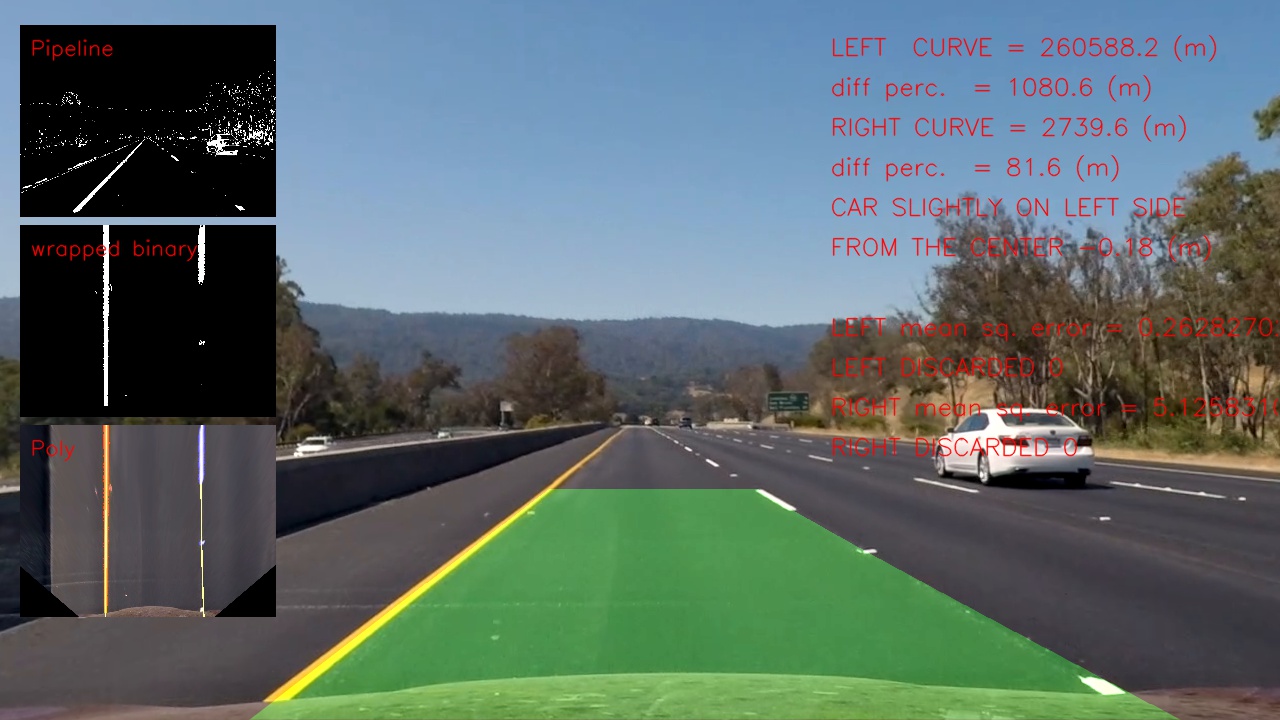 Pipeline
wrapped binary
Poly
LEFT CURVE = 260588.2 (m)
diff perc. = 1080.6 (m)
RIGHT CURVE = 2739.6 (m)
diff perc. = 81.6 (m)
CAR SLIGHTLY ON LEFT SIDE
FROM THE CENTER -0.18 (m)
LEFT mean sq. error = 0.2628270
LEFT DISCARDED 0
RIGHT mean sq. error = 5.1258311
RIGHT DISCARDED 0